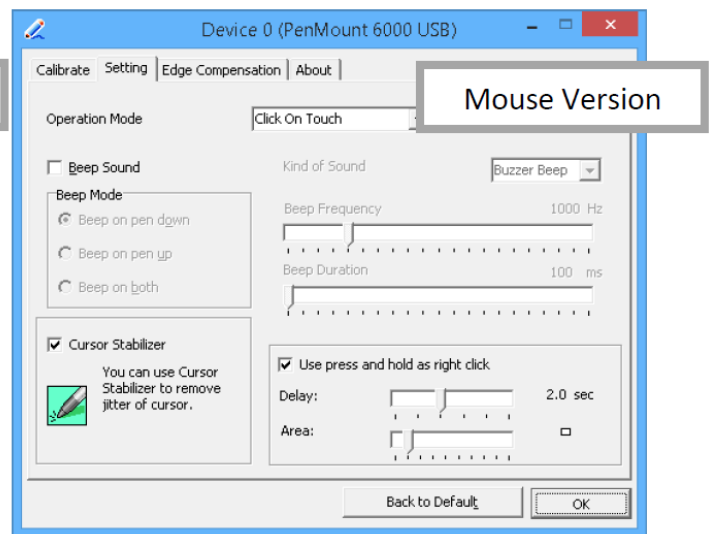 Device 0 (PenMount 6000 USB)
Calibrate Setting Edge Compensation About
Mouse Version
Operation Mode Click On Touch
Beep Sound Kind of Sound Buzzer Beep
Beep Mode
Beep on pen down Beep Frequency 1000 Hz
Beep on pen up
Beep Duration 100 ms
Beep on both
Cursor Stabilizer
You can use Cursor
Stabilizer to remove
jitter of cursor.
Use press and hold as right click
Delay: 2.0 sec
Area:
Back to Default OK